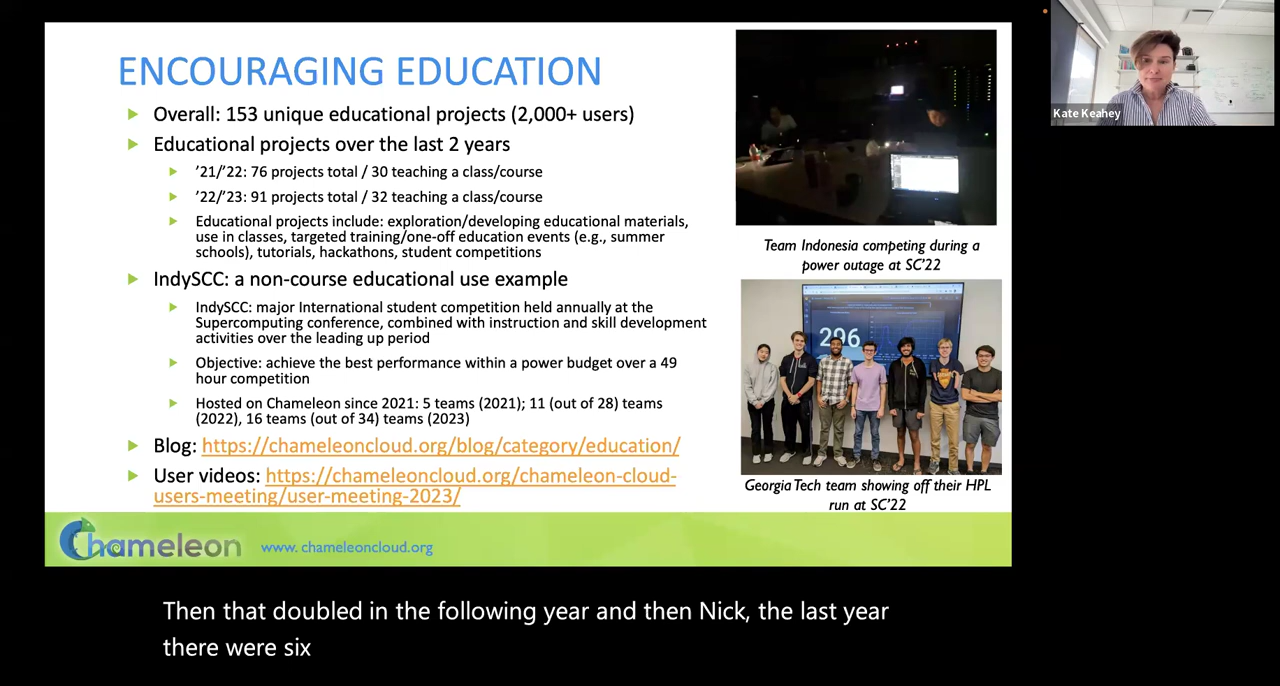 ENCOURAGING EDUCATION
Overall: 153 unique educational projects (2,000+ users)
Educational projects over the last 2 years
’21/’22: 76 projects total / 30 teaching a class/course
’22/’23: 91 projects total / 32 teaching a class/course
Educational projects include: exploration/developing educational materials,
use in classes, targeted training/one-off education events (e.g., summer
schools), tutorials, hackathons, student competitions
IndySCC: a non-course educational use example
IndySCC: major International student competition held annually at the
Supercomputing conference, combined with instruction and skill development
activities over the leading up period
Objective: achieve the best performance within a power budget over a 49
hour competition
Hosted on Chameleon since 2021: 5 teams (2021); 11 (out of 28) teams
(2022), 16 teams (out of 34) teams (2023)
Blog: https://chameleoncloud.org/blog/category/education/
User videos: https://chameleoncloud.org/chameleon-cloud-
users-meeting/user-meeting-2023/
Team Indonesia competing during a
power outage at SC’22
296
Georgia Tech team showing off their HPL
run at SC’22
Chameleon
www. chameleoncloud.org
Kate Keahey
Then that doubled in the following year and then Nick, the last year
there were six